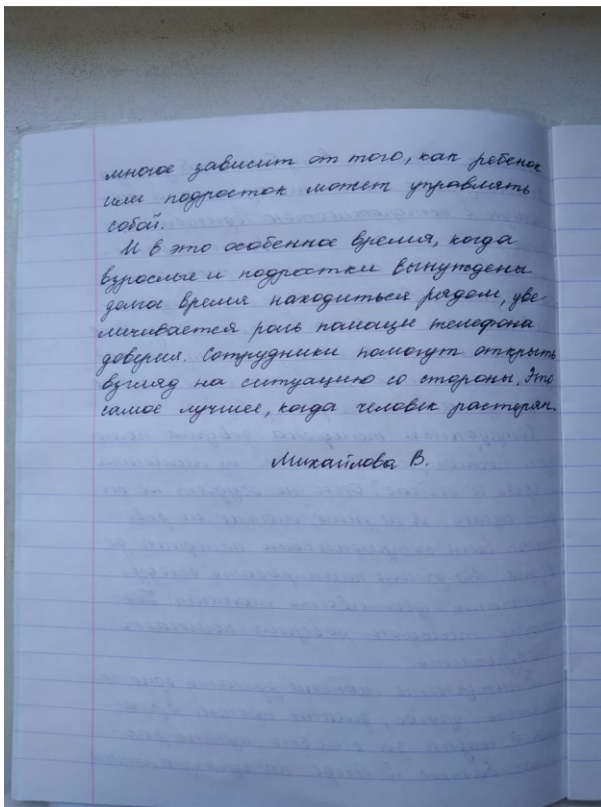 многое зависит от того, как ребенок
или подросток может управлять
собой.
И в это особенное время, когда
взрослые и подростки вынуждены
долгое время находиться рядом, уве-
личивается роль помощи телефона
доверия. Сотрудники помогут открыть
взгляд на ситуацию со стороны. Это
самое лучшее, когда человек растерян.
Михайлова В.